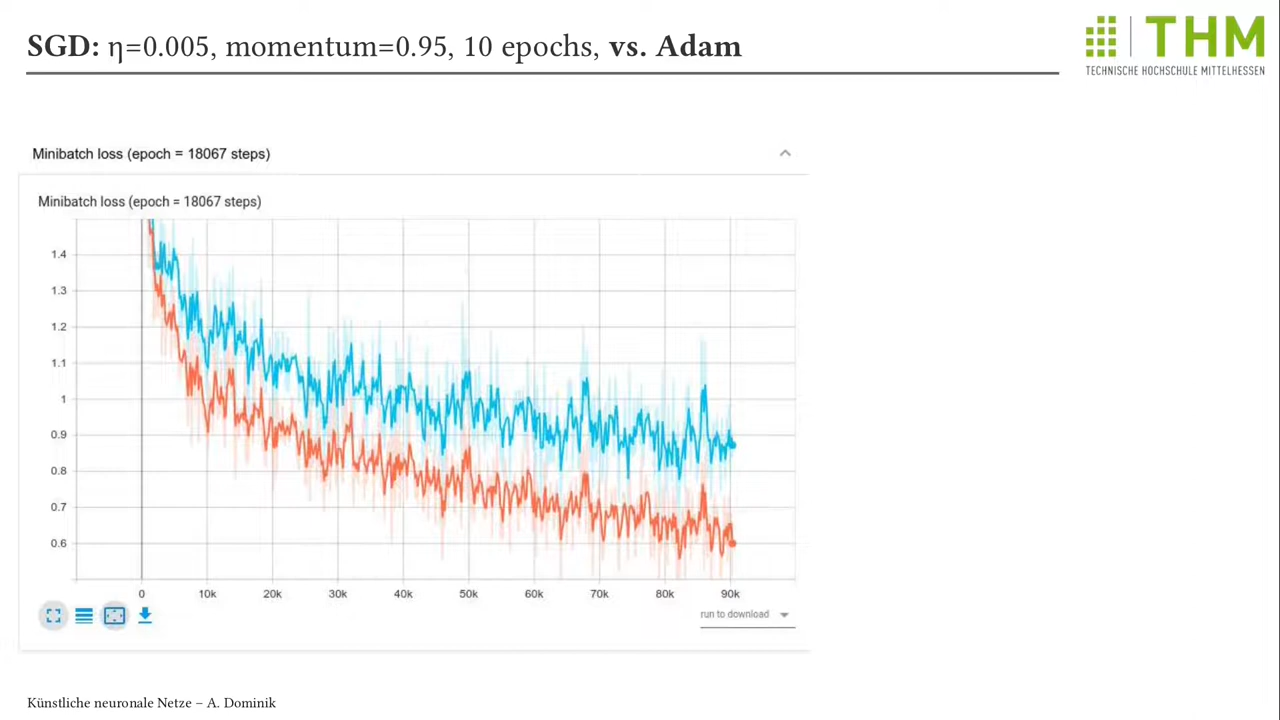 SGD: η=0.005, momentum=0.95, 10 epochs, vs. Adam
THM
TECHNISCHE HOCHSCHULE MITTELHESSEN
Minibatch loss (epoch = 18067 steps)
Minibatch loss (epoch = 18067 steps)
1.4
1.3
1.2
1.1
1
0.9
0.8
0.7
0.6
0 10k 20k 30k 40k 50k 60k 70k 80k 90k
run to download
Künstliche neuronale Netze – A. Dominik